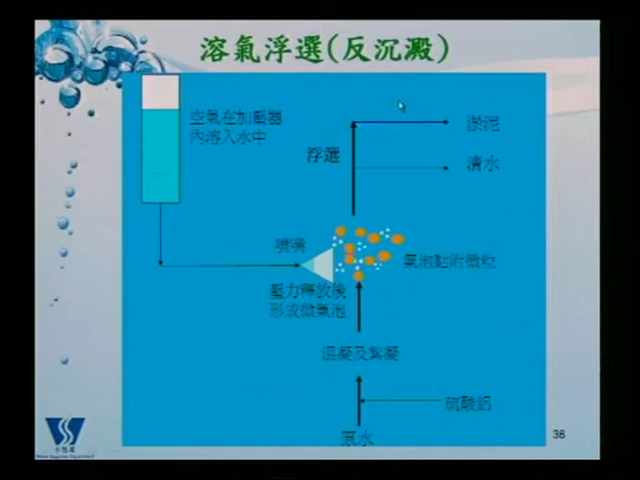 溶氣浮選(反沉澱)
空氣在加壓器
內溶入水中
淤泥
浮選
清水
噴嘴
氣泡黏附微粒
壓力釋放後
形成微氣泡
混凝及絮凝
硫酸鋁
原水
36